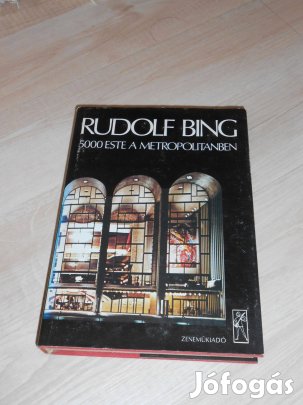 RUDOLF BING
5000 ESTE A METROPOLITANBEN
ZENEMŰKIADÓ
Jófogás